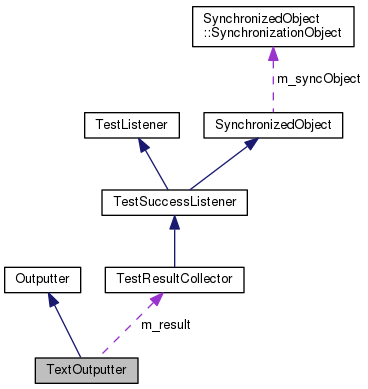 SynchronizedObject
::SynchronizationObject
m_syncObject
TestListener
SynchronizedObject
TestSuccessListener
Outputter
TestResultCollector
m_result
TextOutputter